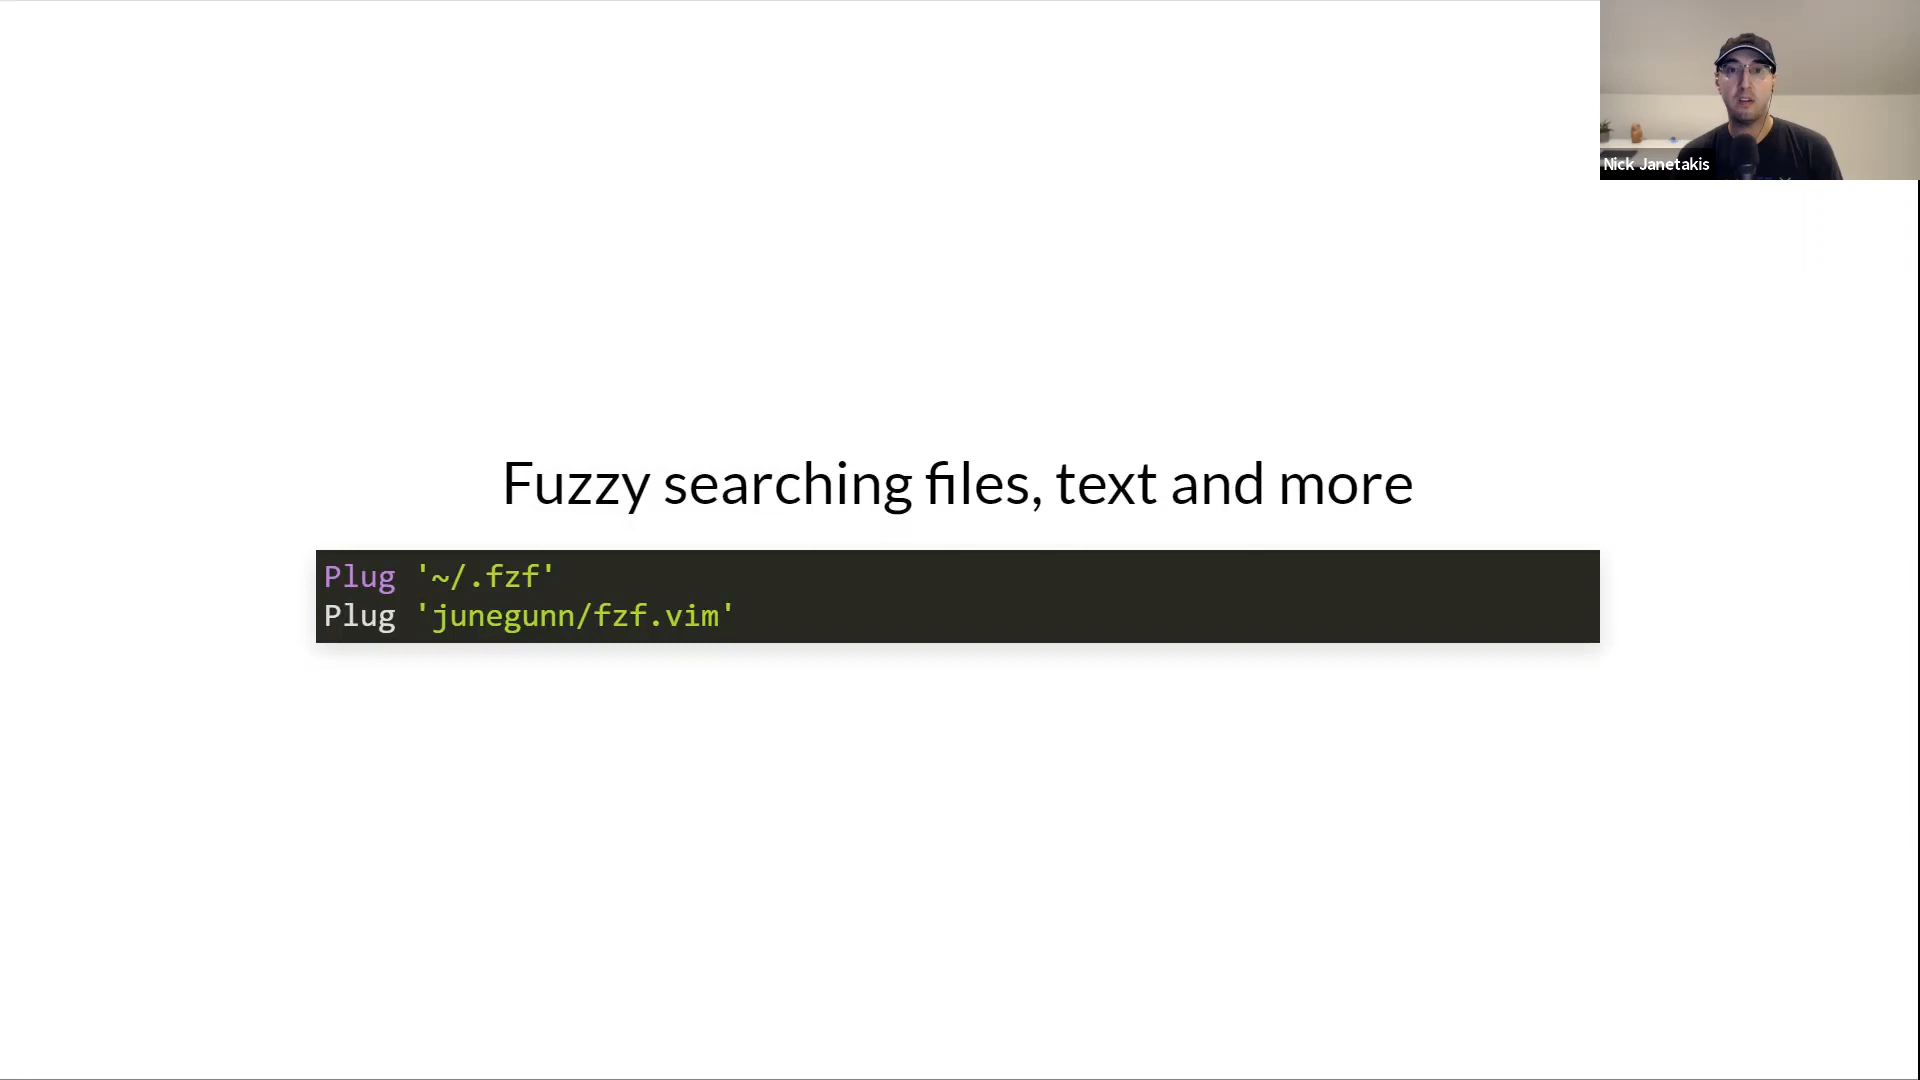 Nick Janetakis
Fuzzy searching files, text and more
Plug '~/.fzf'
Plug 'junegunn/fzf.vim'